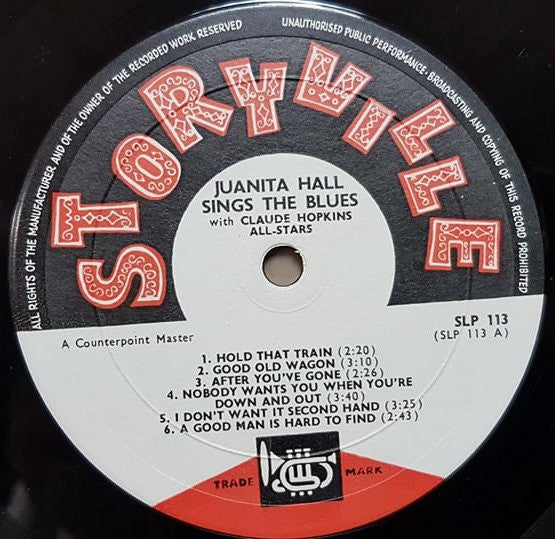 ALL RIGHTS OF THE MANUFACTURER AND OF THE OWNER OF THE RECORDED WORK RESERVED
UNAUTHORISED PUBLIC PERFORMANCE · BROADCASTING AND COPYING OF THIS RECORD PROHIBITED
STORYVILLE
JUANITA HALL
SINGS THE BLUES
with CLAUDE HOPKINS
ALL-STARS
SLP 113
(SLP 113 A)
A Counterpoint Master
1. HOLD THAT TRAIN (2:20)
2. GOOD OLD WAGON (3:10)
3. AFTER YOU'VE GONE (2:26)
4. NOBODY WANTS YOU WHEN YOU'RE
DOWN AND OUT (3:40)
5. I DON'T WANT IT SECOND HAND (3:25)
6. A GOOD MAN IS HARD TO FIND (2:43)
TRADE MARK